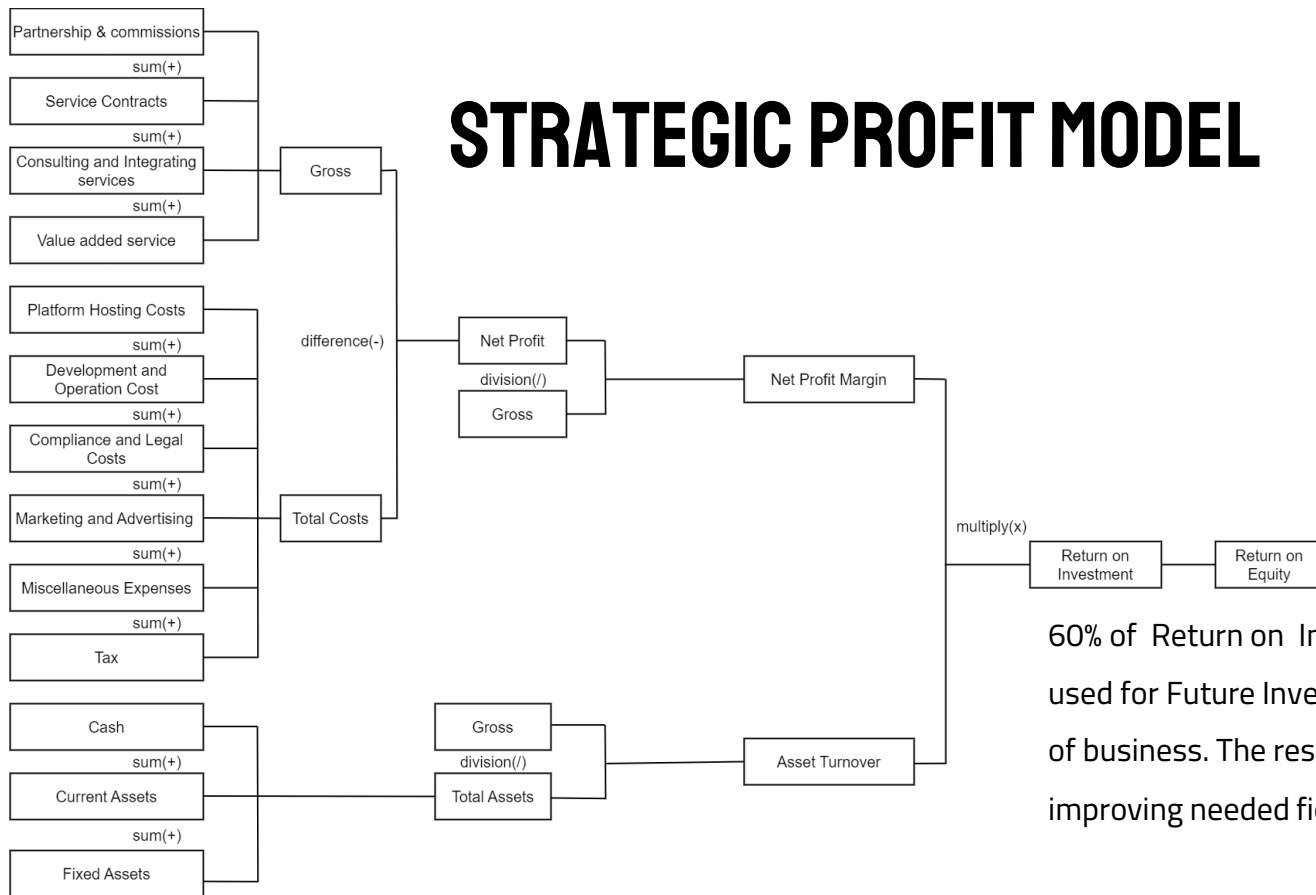 STRATEGIC PROFIT MODEL
Partnership & commissions
sum(+)
Service Contracts
sum(+)
Consulting and Integrating
services
sum(+)
Value added service
Gross
Platform Hosting Costs
sum(+)
Development and
Operation Cost
sum(+)
Compliance and Legal
Costs
sum(+)
Marketing and Advertising
sum(+)
Miscellaneous Expenses
sum(+)
Tax
Total Costs
difference(-)
Net Profit
division(/)
Gross
Net Profit Margin
Cash
sum(+)
Current Assets
sum(+)
Fixed Assets
Gross
division(/)
Total Assets
Asset Turnover
multiply(x)
Return on
Investment
Return on
Equity
60% of Return on
used for Future
of business. The
improving needed